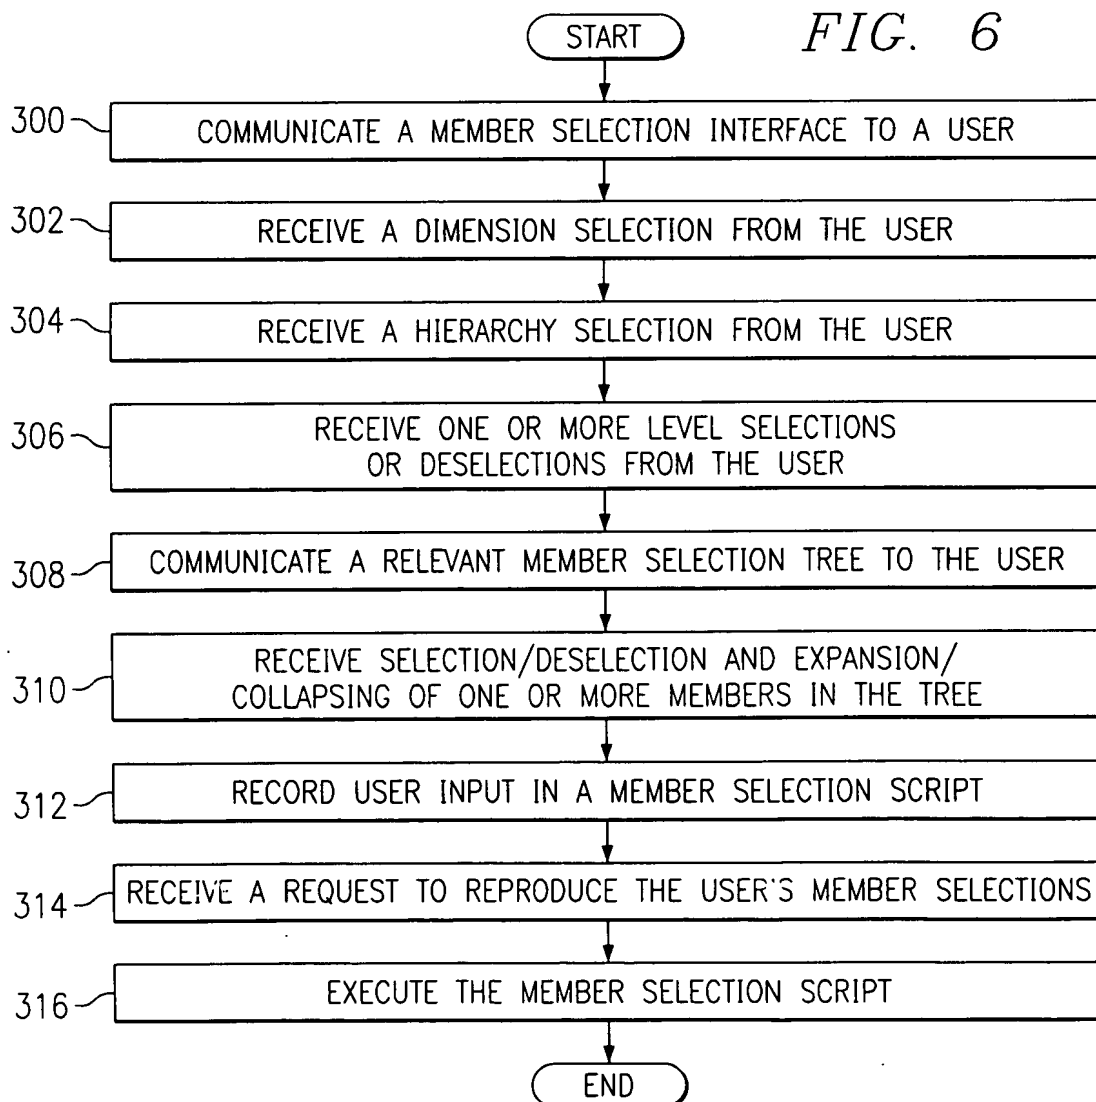 START
FIG. 6
300
COMMUNICATE A MEMBER SELECTION INTERFACE TO A USER
302
RECEIVE A DIMENSION SELECTION FROM THE USER
304
RECEIVE A HIERARCHY SELECTION FROM THE USER
306
RECEIVE ONE OR MORE LEVEL SELECTIONS
OR DESELECTIONS FROM THE USER
308
COMMUNICATE A RELEVANT MEMBER SELECTION TREE TO THE USER
310
RECEIVE SELECTION/DESELECTION AND EXPANSION/
COLLAPSING OF ONE OR MORE MEMBERS IN THE TREE
312
RECORD USER INPUT IN A MEMBER SELECTION SCRIPT
314
RECEIVE A REQUEST TO REPRODUCE THE USER'S MEMBER SELECTIONS
316
EXECUTE THE MEMBER SELECTION SCRIPT
END